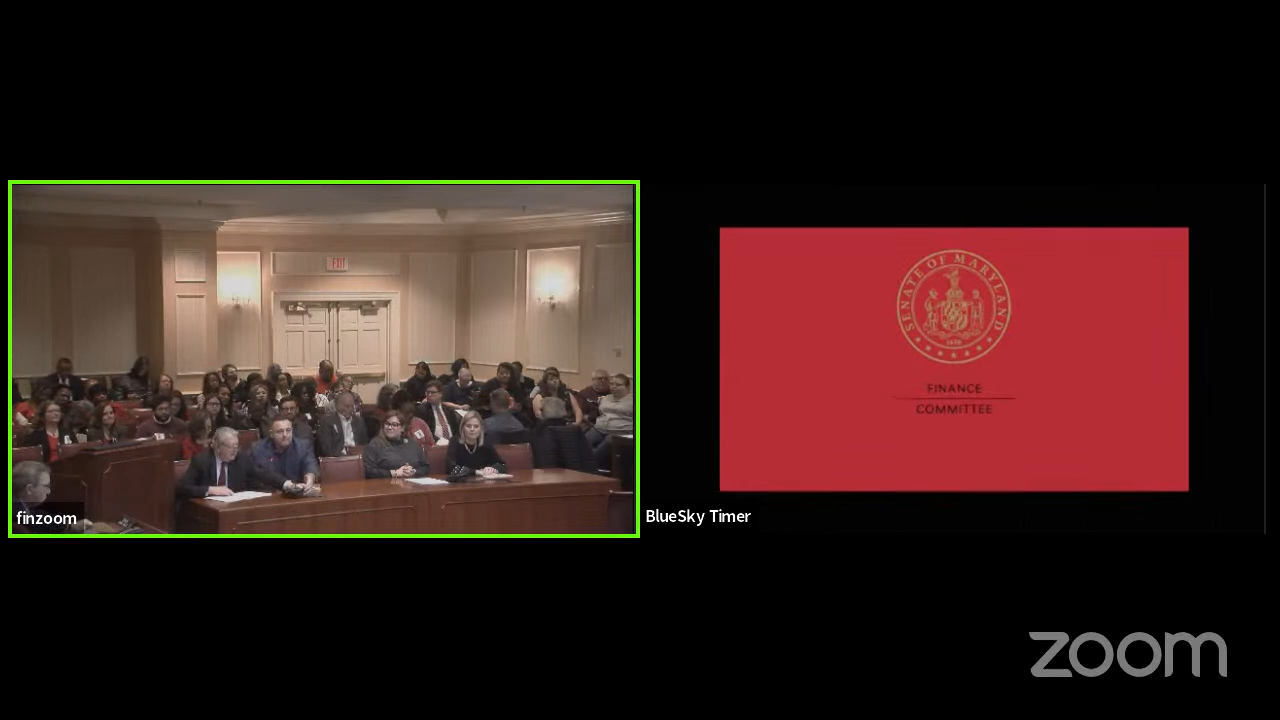 EXIT
finzoom
SENATE OF MARYLAND
FINANCE
COMMITTEE
BlueSky Timer
zoom